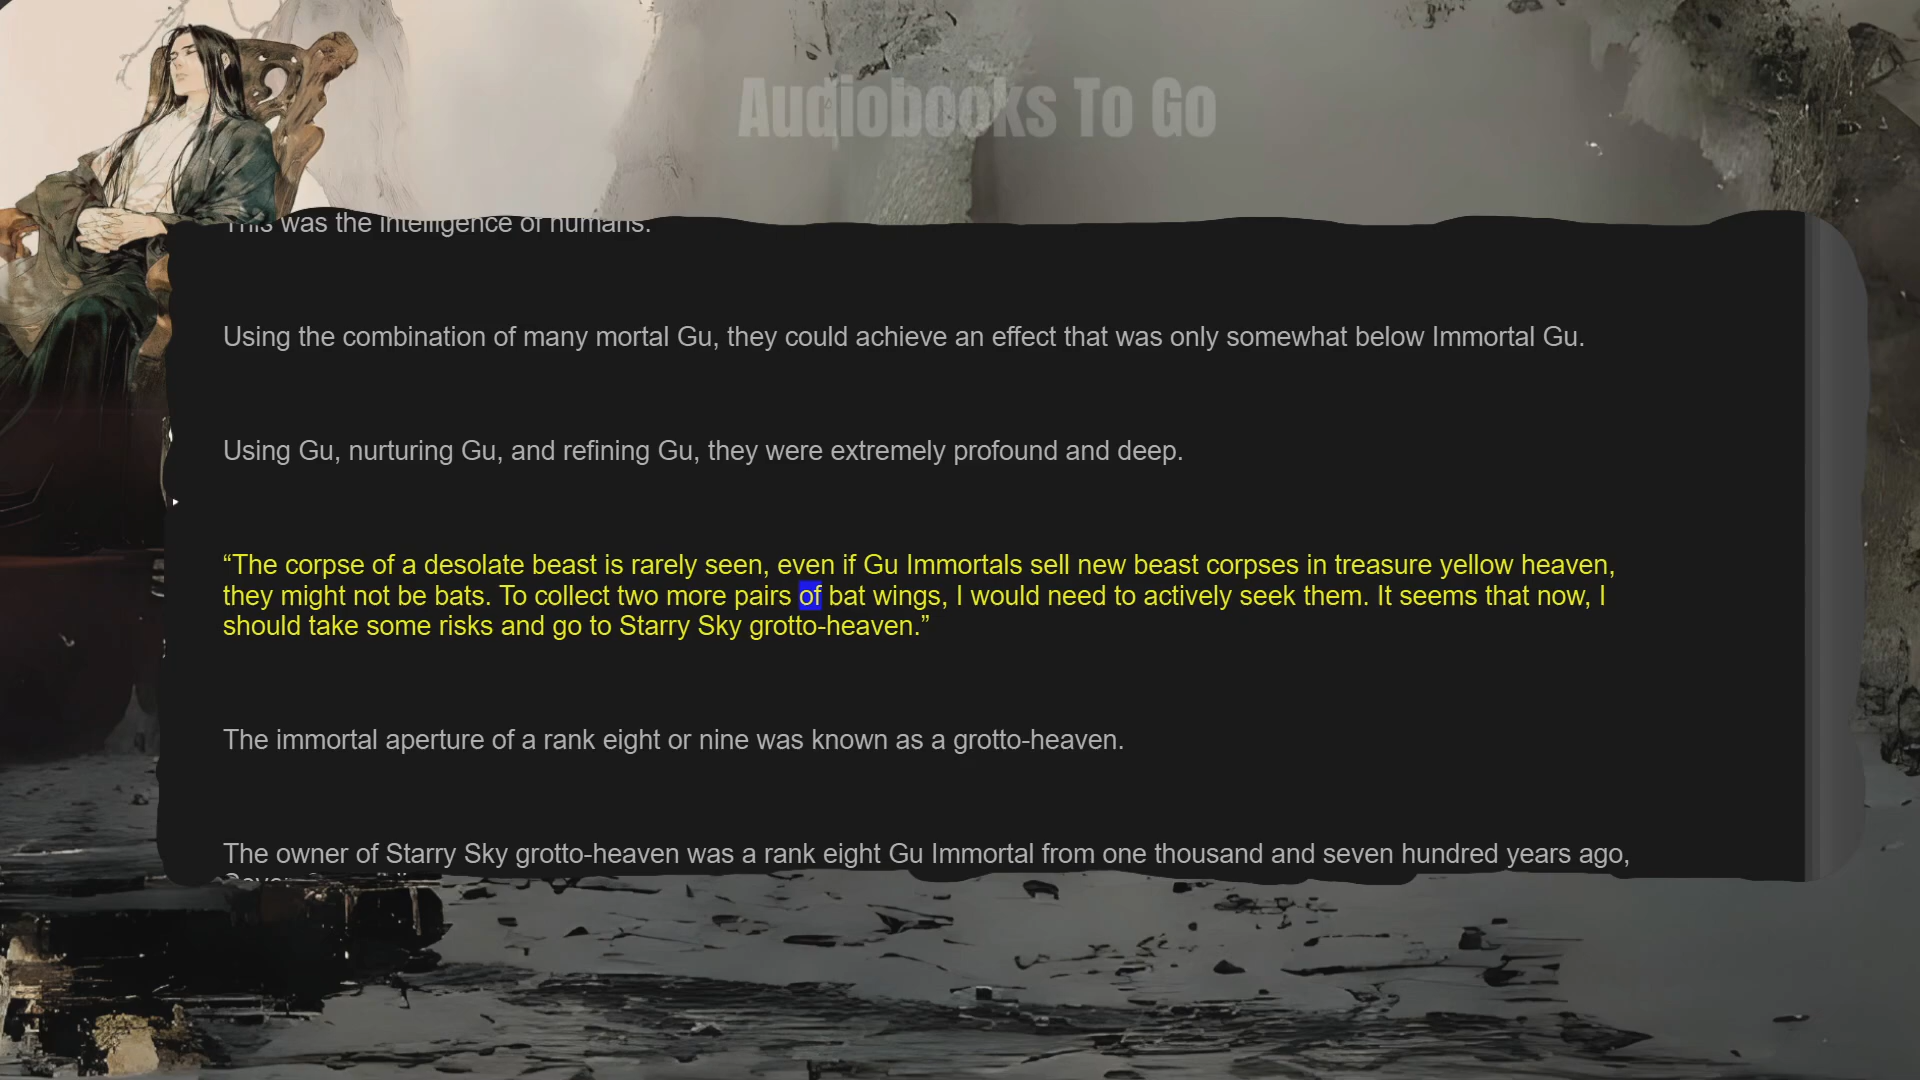 Audiobooks To Go
This was the intelligence of humans.
Using the combination of many mortal Gu, they could achieve an effect that was only somewhat below Immortal Gu.
Using Gu, nurturing Gu, and refining Gu, they were extremely profound and deep.
“The corpse of a desolate beast is rarely seen, even if Gu Immortals sell new beast corpses in treasure yellow heaven,
they might not be bats. To collect two more pairs of bat wings, I would need to actively seek them. It seems that now, I
should take some risks and go to Starry Sky grotto-heaven.”
The immortal aperture of a rank eight or nine was known as a grotto-heaven.
The owner of Starry Sky grotto-heaven was a rank eight Gu Immortal from one thousand and seven hundred years ago,